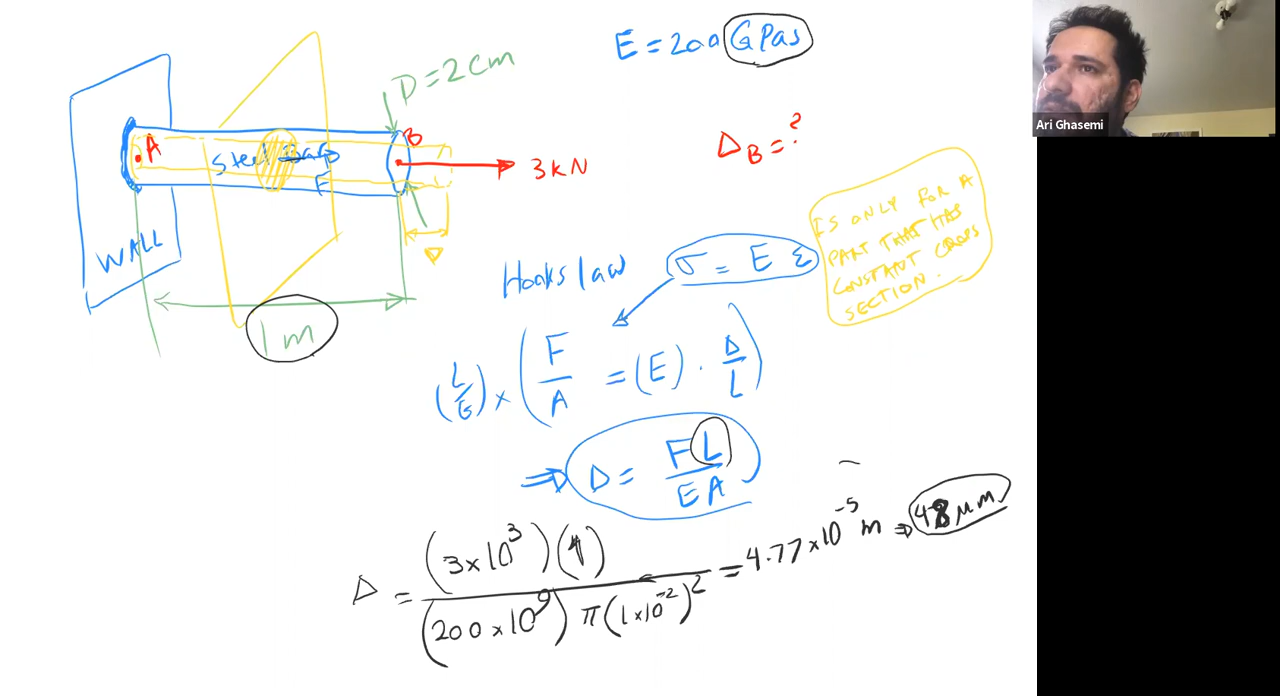 E = 200 GPas
D = 2 cm
A
B
Steel Bar
F
3 kN
Δ_B = ?
WALL
Δ
1 m
IS ONLY FOR A
PART THAT HAS
CONSTANT CROSS
SECTION.
Hooks law
σ = E ε
(L/E) × (F/A = (E) · Δ/L)
⇒ Δ = FL/EA
Δ = (3×10³)(1)/(200×10⁹) π(1×10⁻²)² = 4.77×10⁻⁵ m ⇒ 48 μm
Ari Ghasemi